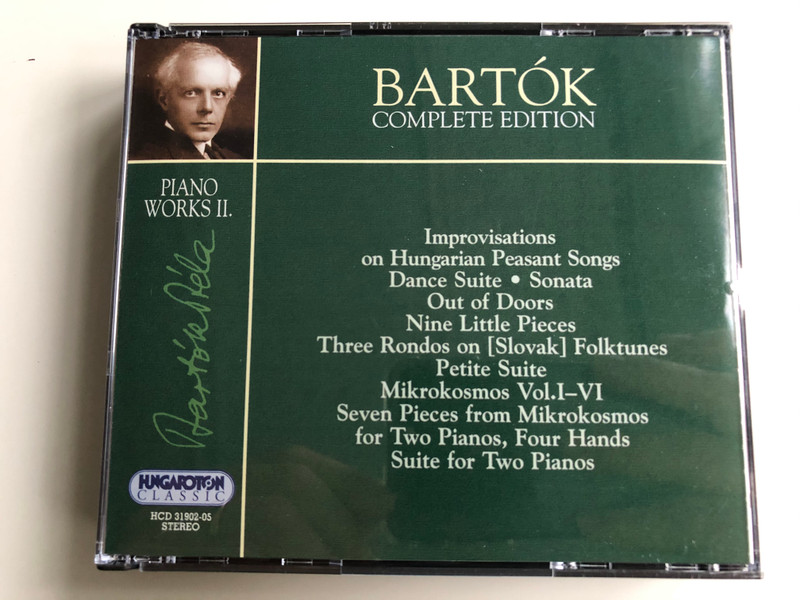 BARTÓK
COMPLETE EDITION
PIANO
WORKS II.
Bartók Béla
Improvisations
on Hungarian Peasant Songs
Dance Suite • Sonata
Out of Doors
Nine Little Pieces
Three Rondos on [Slovak] Folktunes
Petite Suite
Mikrokosmos Vol.I–VI
Seven Pieces from Mikrokosmos
for Two Pianos, Four Hands
Suite for Two Pianos
HUNGAROTON
CLASSIC
HCD 31902-05
STEREO